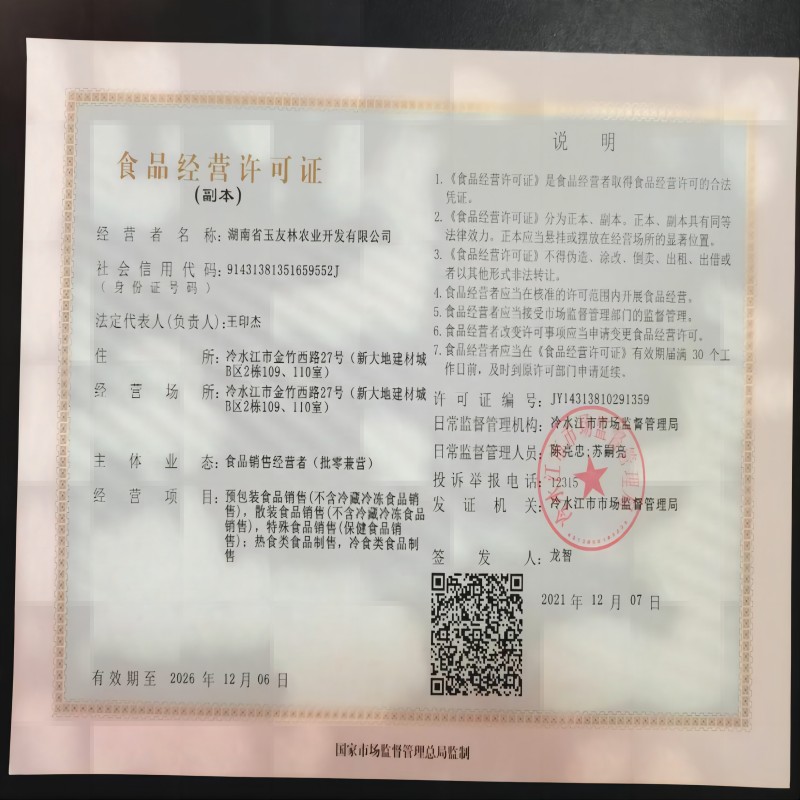 食品经营许可证
(副本)
经营者名称:湖南省玉友林农业开发有限公司
社会信用代码:91431381351659552J
(身份证号码)
法定代表人(负责人):王印杰
住所:冷水江市金竹西路27号(新大地建材城
B区2栋109、110室)
经营场所:冷水江市金竹西路27号(新大地建材城
B区2栋109、110室)
主体业态:食品销售经营者(批零兼营)
经营项目:预包装食品销售(不含冷藏冷冻食品销
售),散装食品销售(不含冷藏冷冻食品
销售),特殊食品销售(保健食品销
售);热食类食品制售,冷食类食品制
售
有效期至 2026 年 12 月 06 日
说明
1.《食品经营许可证》是食品经营者取得食品经营许可的合法
凭证。
2.《食品经营许可证》分为正本、副本。正本、副本具有同等
法律效力。正本应当悬挂或摆放在经营场所的显著位置。
3.《食品经营许可证》不得伪造、涂改、倒卖、出租、出借或
者以其他形式非法转让。
4.食品经营者应当在核准的许可范围内开展食品经营。
5.食品经营者应当接受市场监督管理部门的监督管理。
6.食品经营者改变许可事项应当申请变更食品经营许可。
7.食品经营者应当在《食品经营许可证》有效期届满 30 个工
作日前,及时到原许可部门申请延续。
许可证编号:JY14313810291359
日常监督管理机构:冷水江市市场监督管理局
日常监督管理人员:陈亮忠;苏嗣亮
投诉举报电话:12315
发证机关:冷水江市市场监督管理局
签发人:龙智
2021 年 12 月 07 日
国家市场监督管理总局监制